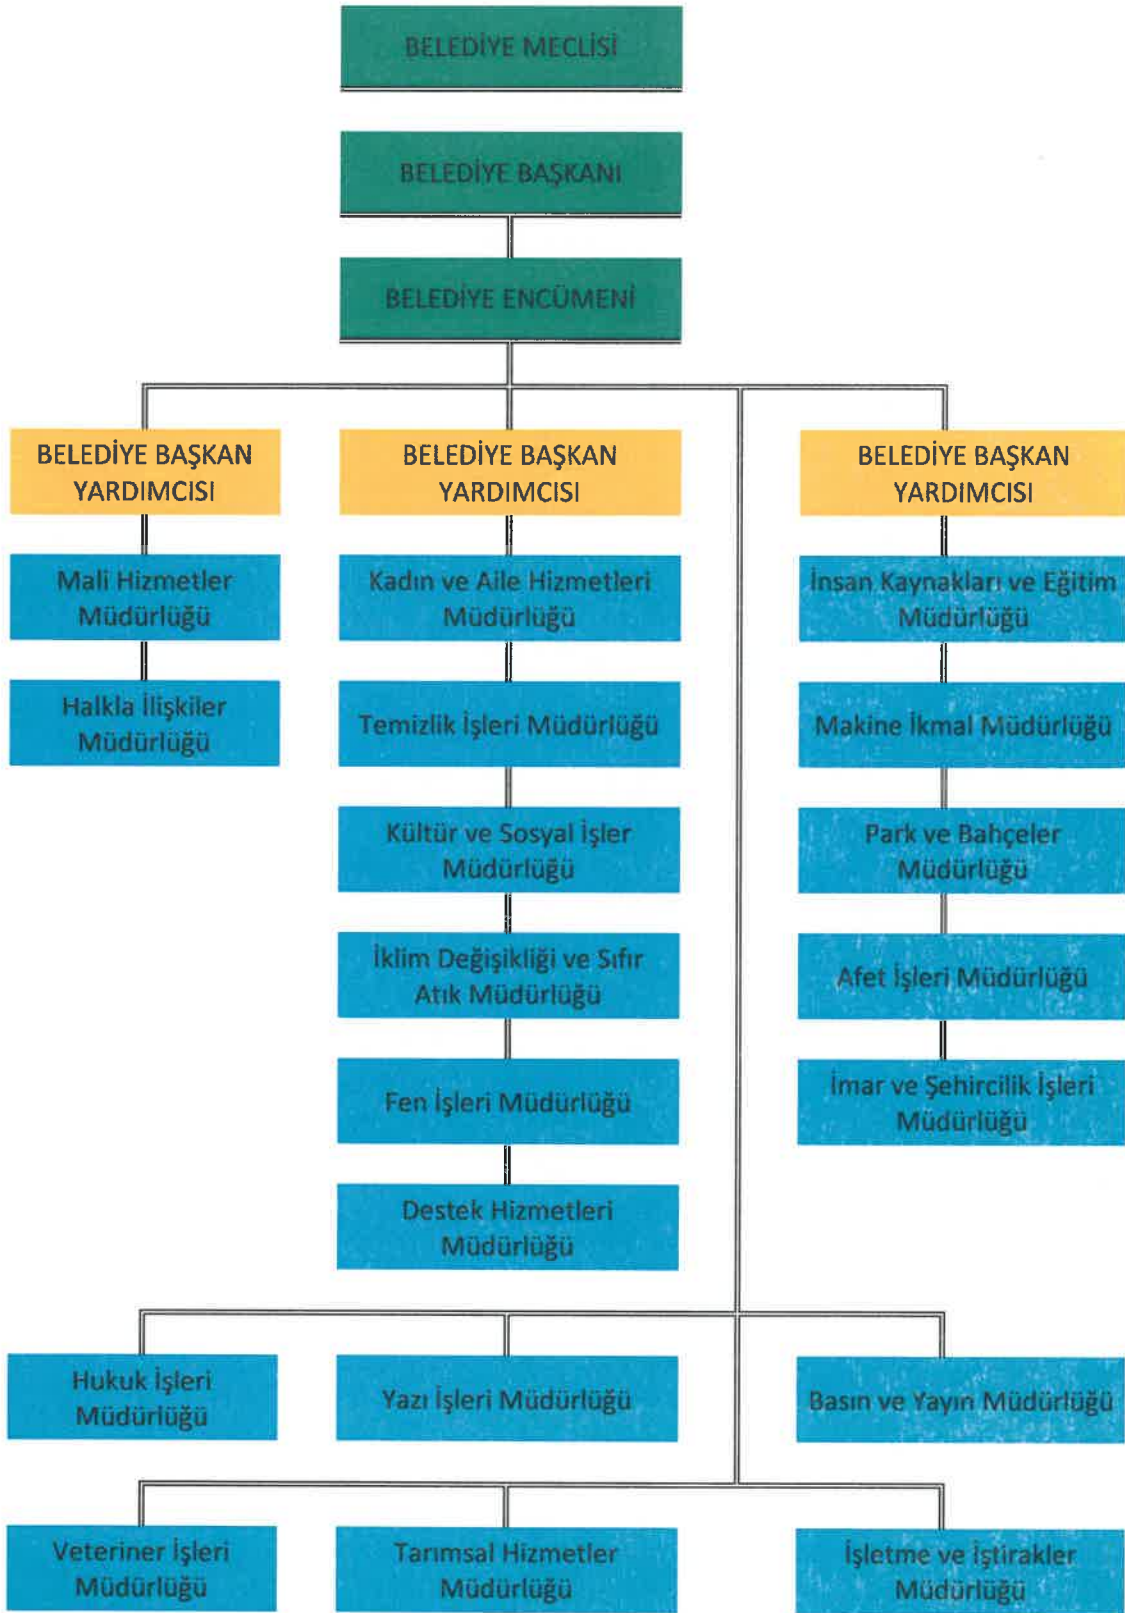 BELEDİYE MECLİSİ
BELEDİYE BAŞKANI
BELEDİYE ENCÜMENİ
BELEDİYE BAŞKAN
YARDIMCISI
BELEDİYE BAŞKAN
YARDIMCISI
BELEDİYE BAŞKAN
YARDIMCISI
Mali Hizmetler
Müdürlüğü
Kadın ve Aile Hizmetleri
Müdürlüğü
İnsan Kaynakları ve Eğitim
Müdürlüğü
Halkla İlişkiler
Müdürlüğü
Temizlik İşleri Müdürlüğü
Makine İkmal Müdürlüğü
Kültür ve Sosyal İşler
Müdürlüğü
Park ve Bahçeler
Müdürlüğü
İklim Değişikliği ve Sıfır
Atık Müdürlüğü
Afet İşleri Müdürlüğü
Fen İşleri Müdürlüğü
İmar ve Şehircilik İşleri
Müdürlüğü
Destek Hizmetleri
Müdürlüğü
Hukuk İşleri
Müdürlüğü
Yazı İşleri Müdürlüğü
Basın ve Yayın Müdürlüğü
Veteriner İşleri
Müdürlüğü
Tarımsal Hizmetler
Müdürlüğü
İşletme ve İştirakler
Müdürlüğü